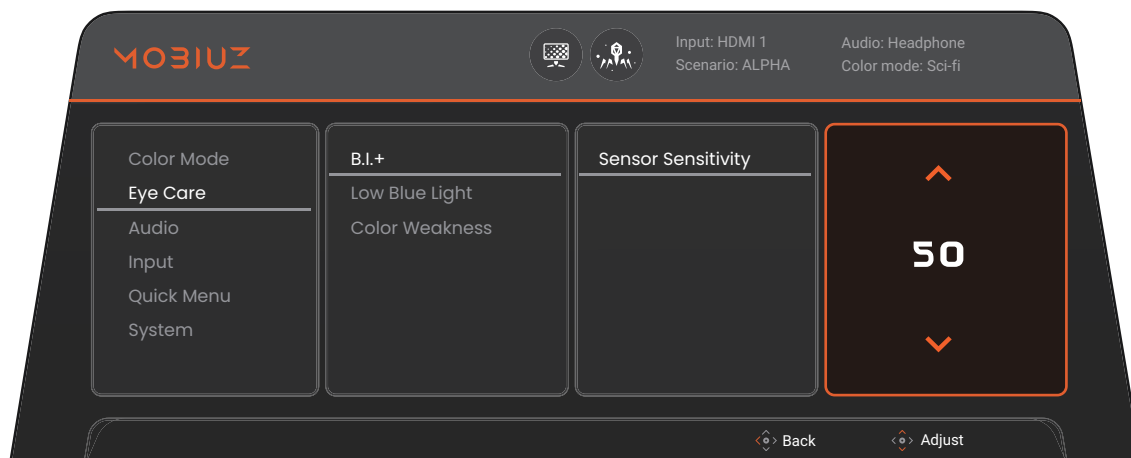 MOBIUZ
Input: HDMI 1
Scenario: ALPHA
Audio: Headphone
Color mode: Sci-fi
Color Mode
Eye Care
Audio
Input
Quick Menu
System
B.I.+
Low Blue Light
Color Weakness
Sensor Sensitivity
50
Back
Adjust